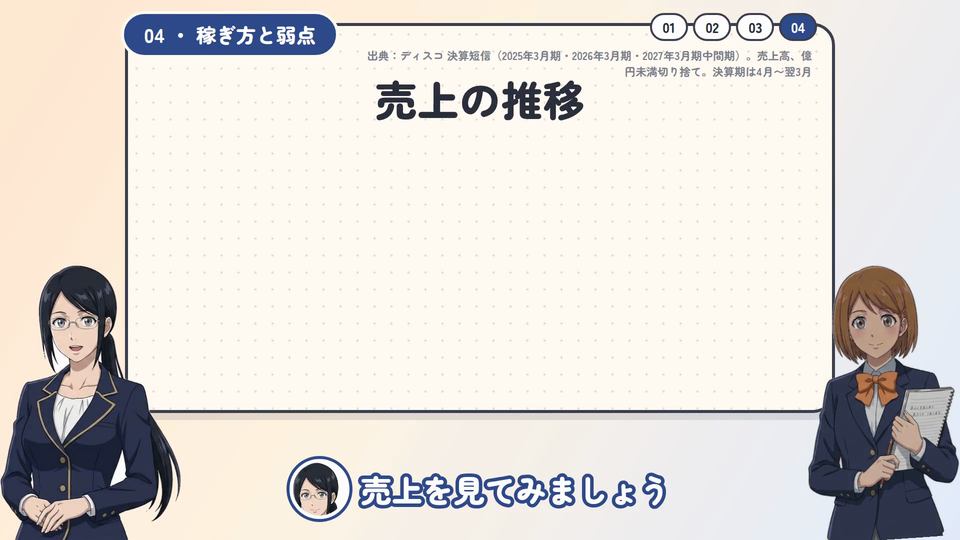 04 ・ 稼ぎ方と弱点
01 02 03 04
出典：ディスコ 決算短信（2025年3月期・2026年3月期・2027年3月期中間期）。売上高、億
円未満切り捨て。決算期は4月〜翌3月
売上の推移
売上を見てみましょう